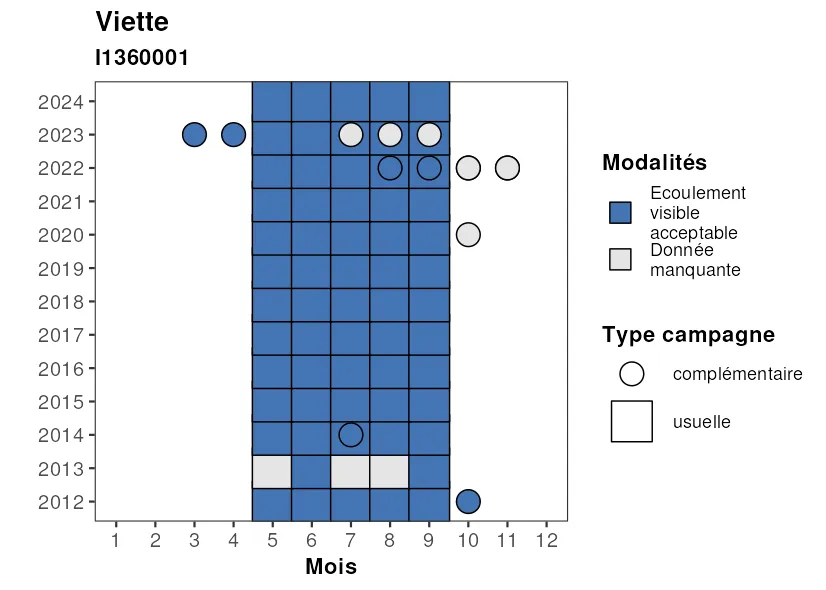 Viette
I1360001
2024
2023
2022
2021
2020
2019
2018
2017
2016
2015
2014
2013
2012
1 2 3 4 5 6 7 8 9 10 11 12
Mois
Modalités
Ecoulement
visible
acceptable
Donnée
manquante
Type campagne
complémentaire
usuelle